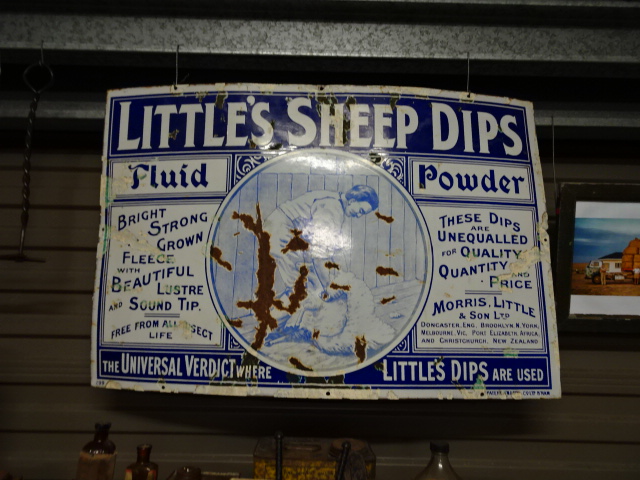 LITTLE'S SHEEP DIPS
Fluid
Powder
BRIGHT
STRONG
GROWN
FLEECE
WITH
BEAUTIFUL
LUSTRE
AND SOUND TIP.
FREE FROM ALL INSECT
LIFE
THESE DIPS
ARE
UNEQUALLED
FOR QUALITY
QUANTITY AND
PRICE
MORRIS, LITTLE
& SON LTD
DONCASTER, ENG. BROOKLYN, N.YORK.
MELBOURNE, VIC. PORT ELIZABETH, AFRICA.
AND CHRISTCHURCH, NEW ZEALAND
THE UNIVERSAL VERDICT WHERE
LITTLE'S DIPS ARE USED